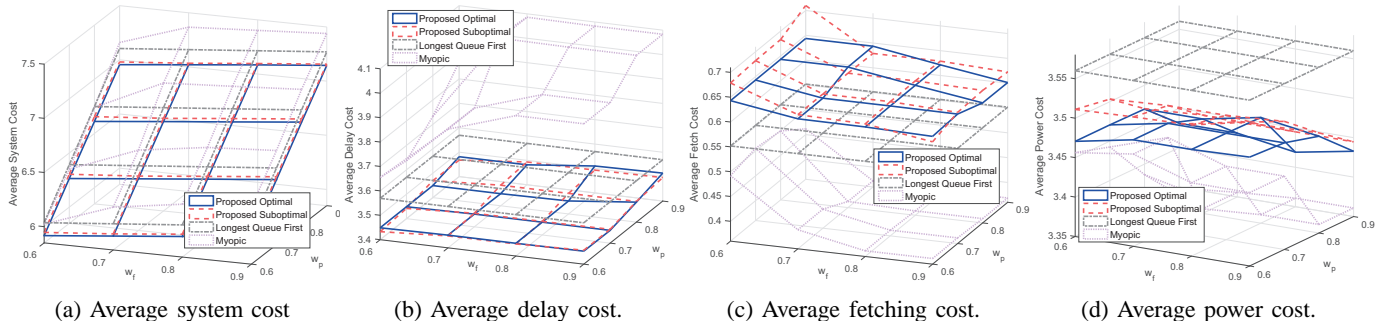 7.5
7
6.5
6
Average System Cost
0.6
0.7
0.8
0.9
w_f
0.6
0.7
0.8
0
w_p
Proposed Optimal
Proposed Suboptimal
Longest Queue First
Myopic
(a) Average system cost
Proposed Optimal
Proposed Suboptimal
Longest Queue First
Myopic
4.1
4
3.9
3.8
3.7
3.6
3.5
3.4
Average Delay Cost
0.6
0.7
0.8
0.9
w_f
0.6
0.7
0.8
0.9
w_p
(b) Average delay cost.
0.7
0.65
0.6
0.55
0.5
0.45
0.4
Average Fetch Cost
0.6
0.7
0.8
0.9
w_f
0.6
0.7
0.8
0.9
w_p
Proposed Optimal
Proposed Suboptimal
Longest Queue First
Myopic
(c) Average fetching cost.
3.55
3.5
3.45
3.4
3.35
Average Power Cost
Proposed Optimal
Proposed Suboptimal
Longest Queue First
Myopic
0.6
0.7
0.8
0.9
w_f
0.6
0.7
0.8
0.9
w_p
(d) Average power cost.